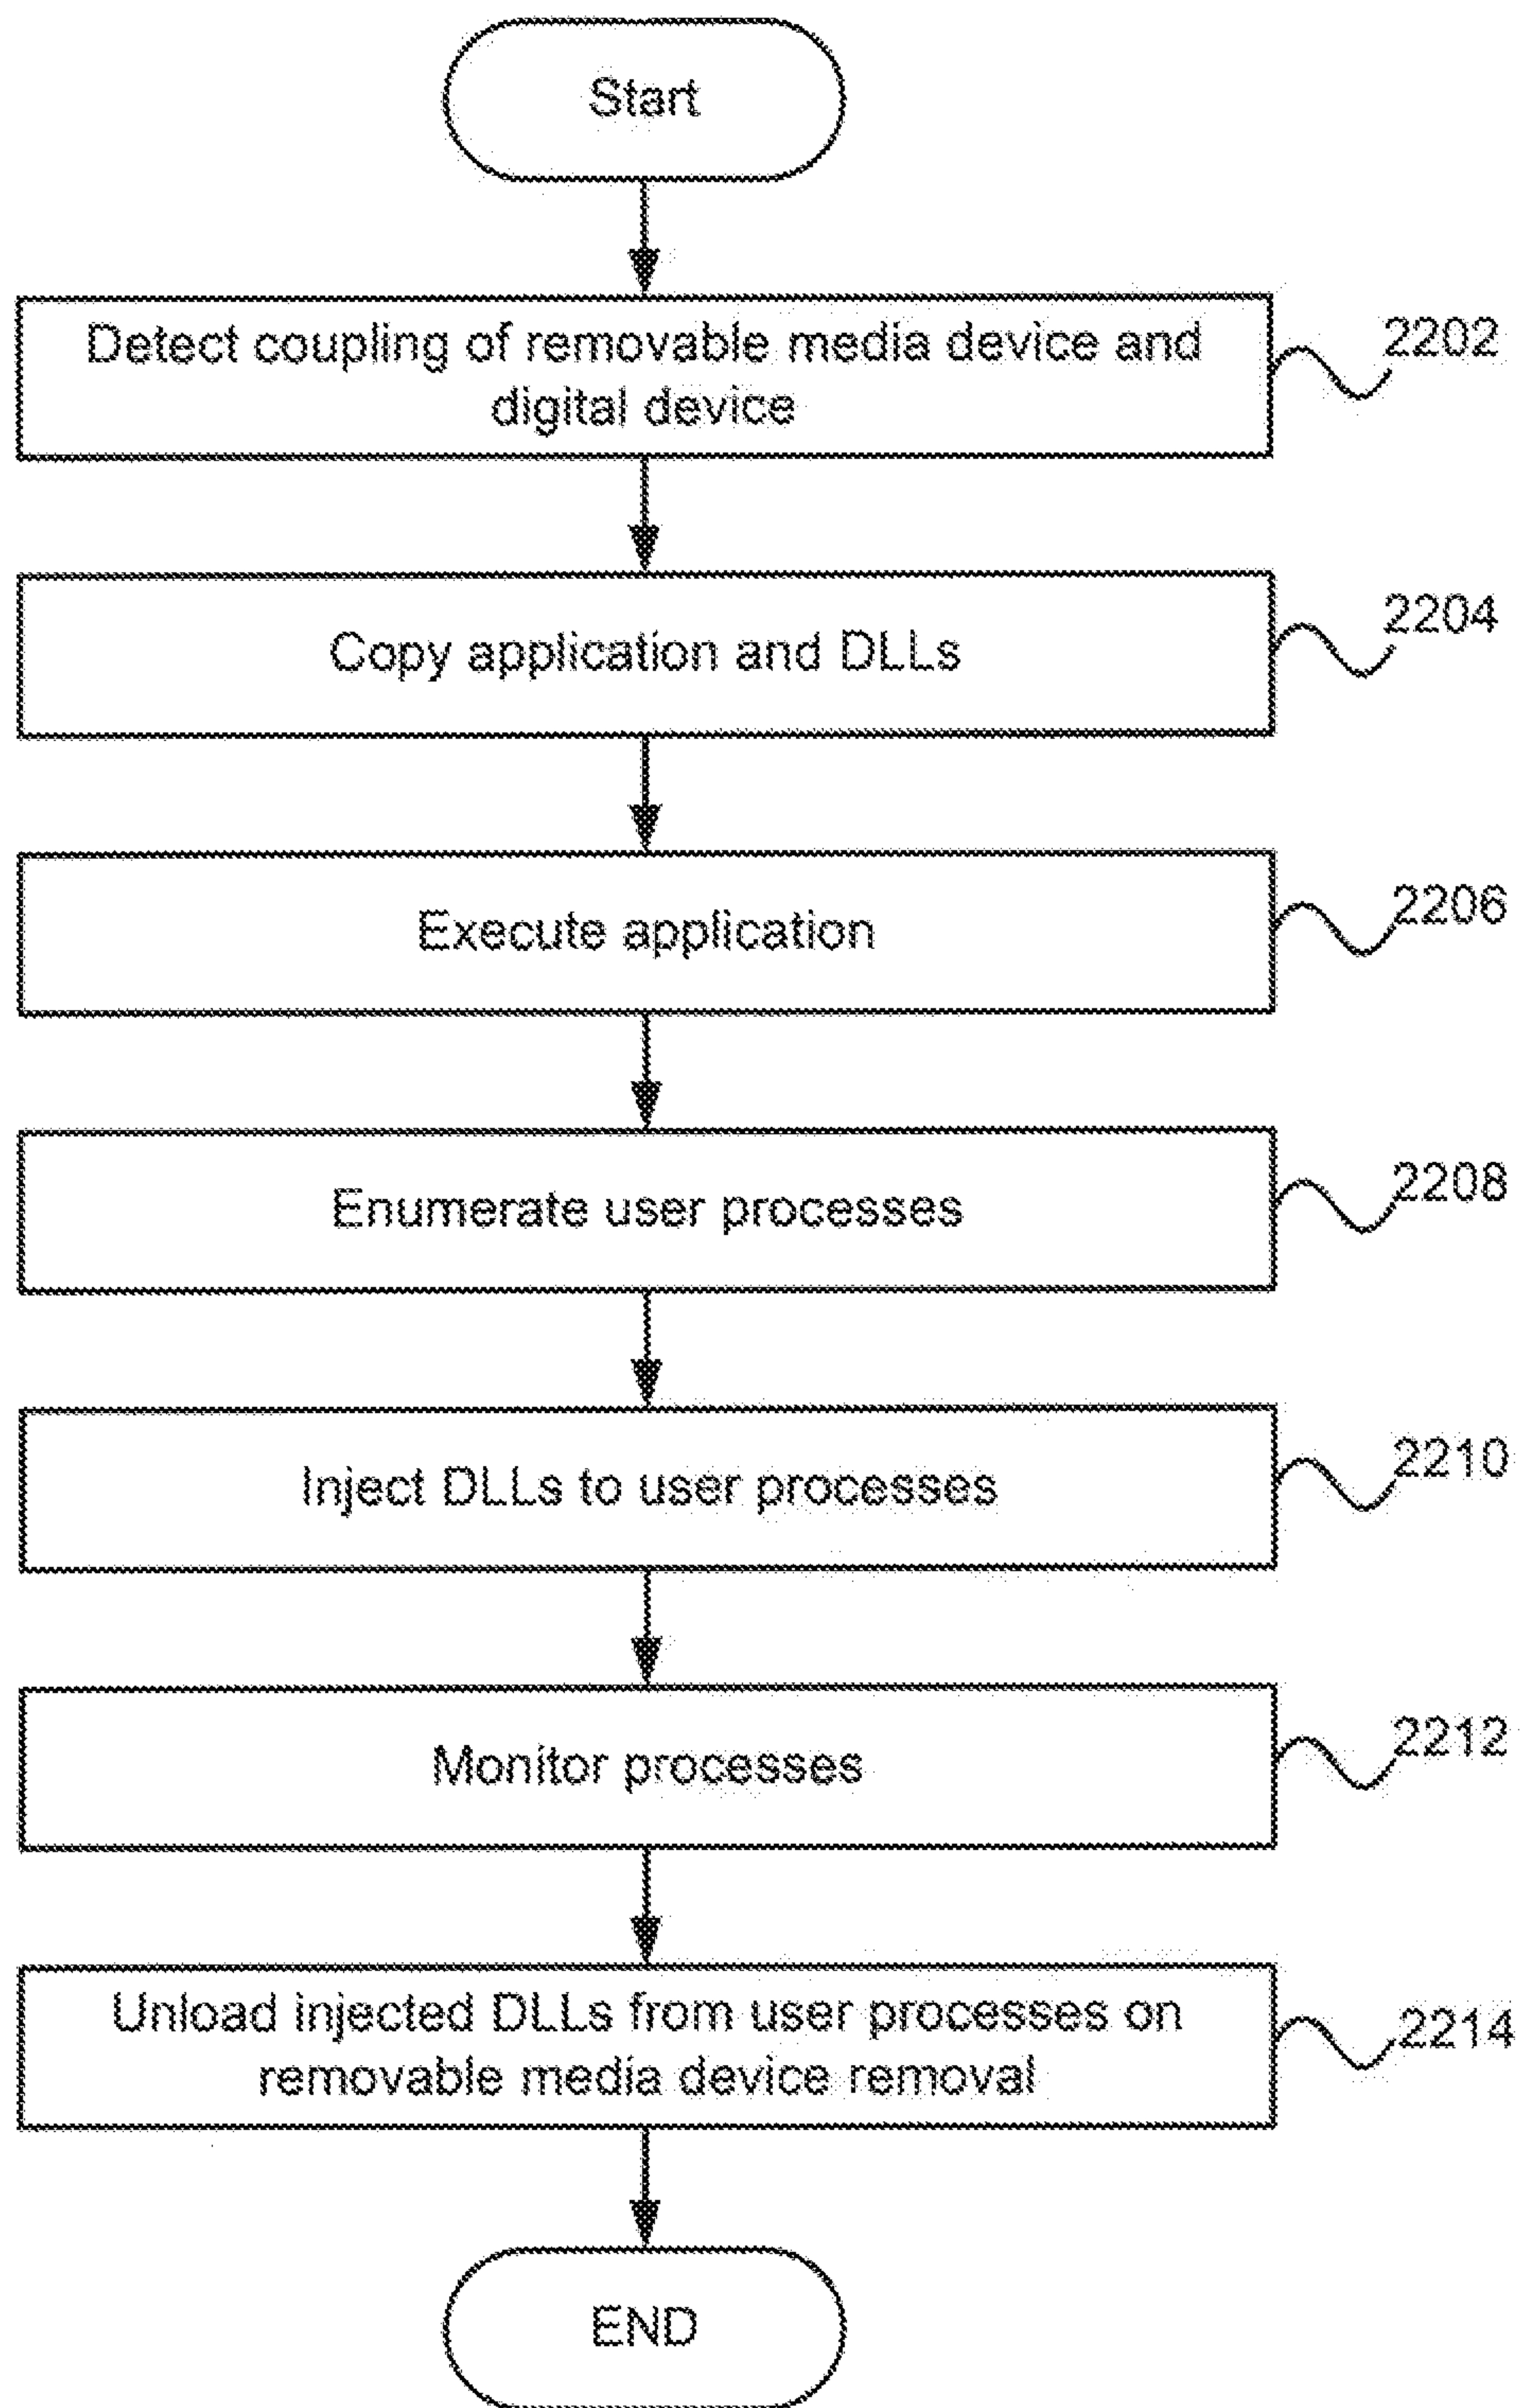 Start
Detect coupling of removable media device and
digital device
2202
Copy application and DLLs
2204
Execute application
2206
Enumerate user processes
2208
Inject DLLs to user processes
2210
Monitor processes
2212
Unload injected DLLs from user processes on
removable media device removal
2214
END